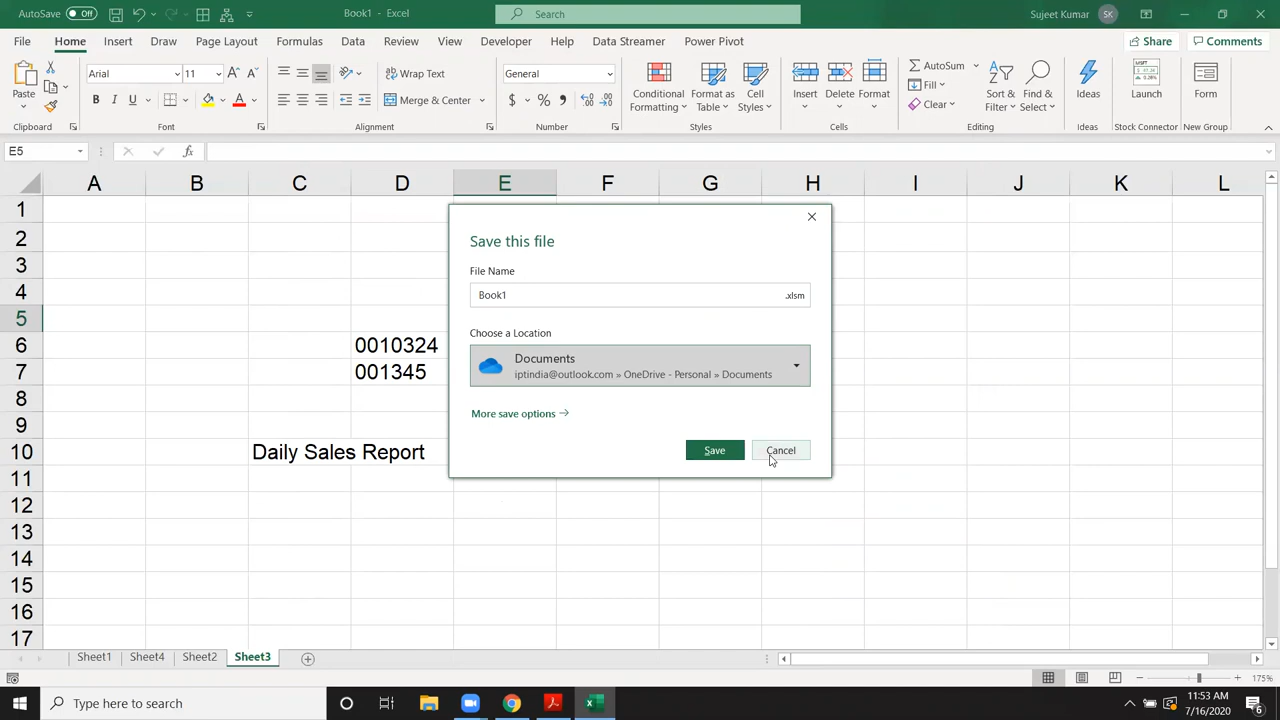 AutoSave Off Book1 - Excel Search Sujeet Kumar SK
File Home Insert Draw Page Layout Formulas Data Review View Developer Help Data Streamer Power Pivot Share Comments
Paste
Arial 11 A A
B I U A
Wrap Text
Merge & Center
General
$ % ,
Conditional Formatting
Format as Table
Cell Styles
Insert Delete Format
AutoSum
Fill
Clear
Sort & Filter
Find & Select
Ideas
Launch
Form
Clipboard Font Alignment Number Styles Cells Editing Ideas Stock Connector New Group
E5 fx
A B C D E F G H I J K L
1
2
3
4
5
6 0010324
7 001345
8
9
10 Daily Sales Report
11
12
13
14
15
16
17
Save this file
File Name
Book1 .xlsm
Choose a Location
Documents
iptindia@outlook.com » OneDrive - Personal » Documents
More save options
Save Cancel
Sheet1 Sheet4 Sheet2 Sheet3
175%
Type here to search
11:53 AM
7/16/2020
6